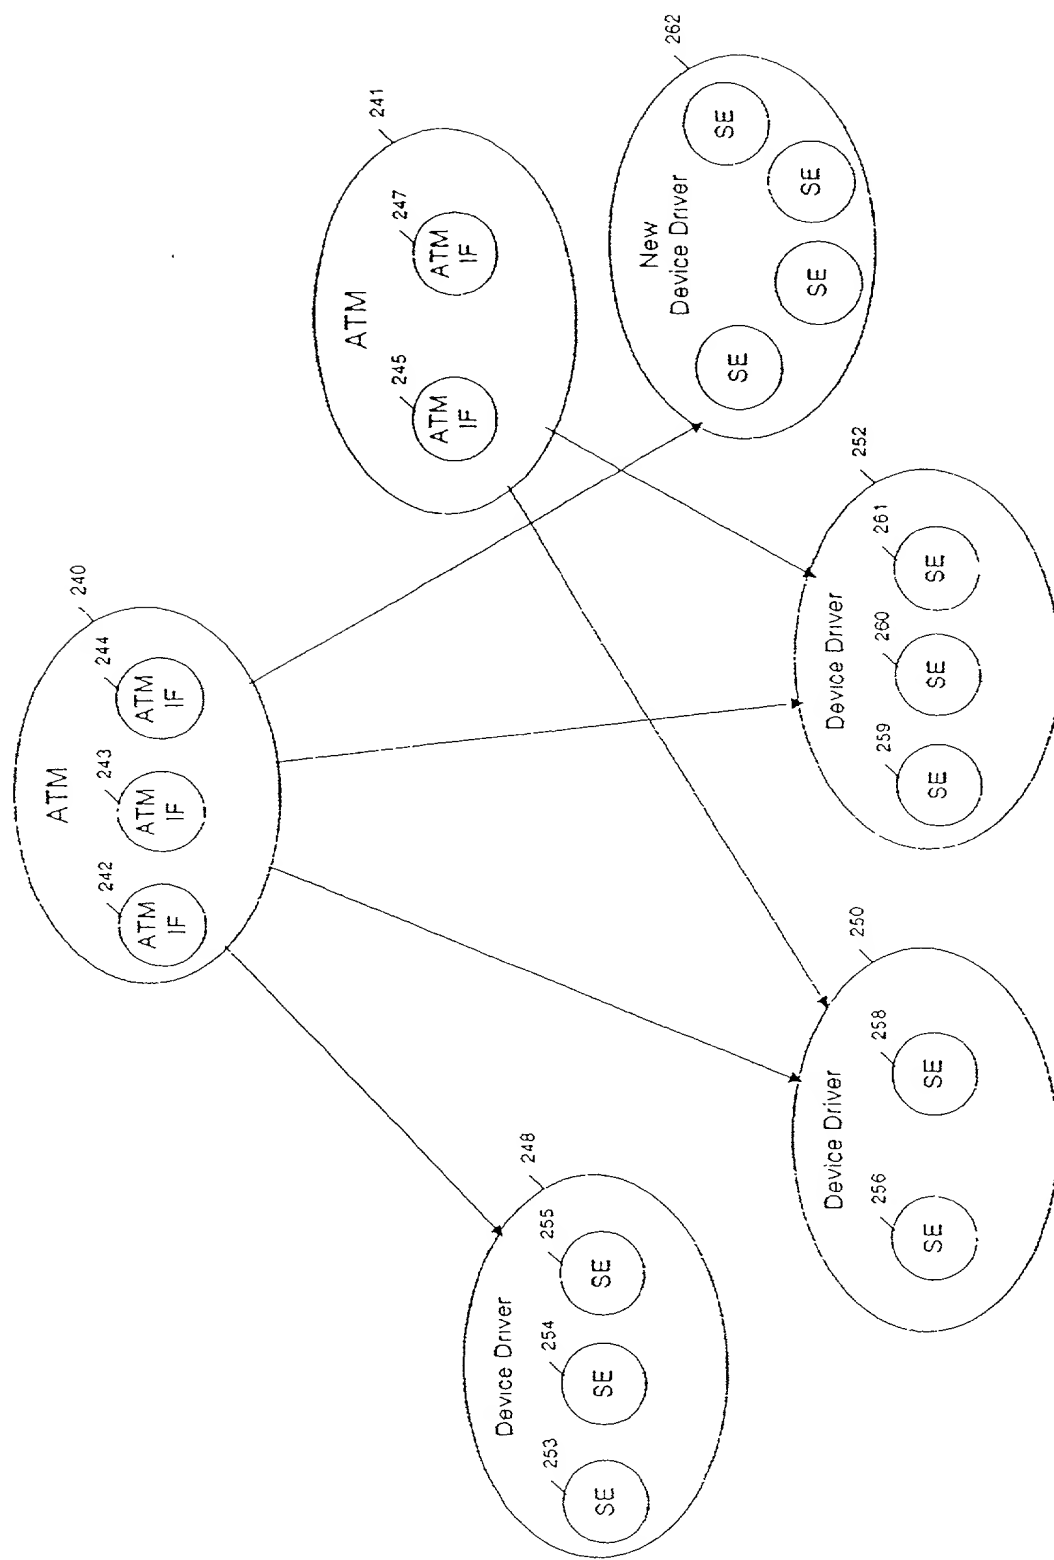 240
ATM
242
ATM
IF
243
ATM
IF
244
ATM
IF
241
ATM
245
ATM
IF
247
ATM
IF
248
Device Driver
253
SE
254
SE
255
SE
250
Device Driver
256
SE
258
SE
252
Device Driver
259
SE
260
SE
261
SE
262
New
Device Driver
SE
SE
SE
SE